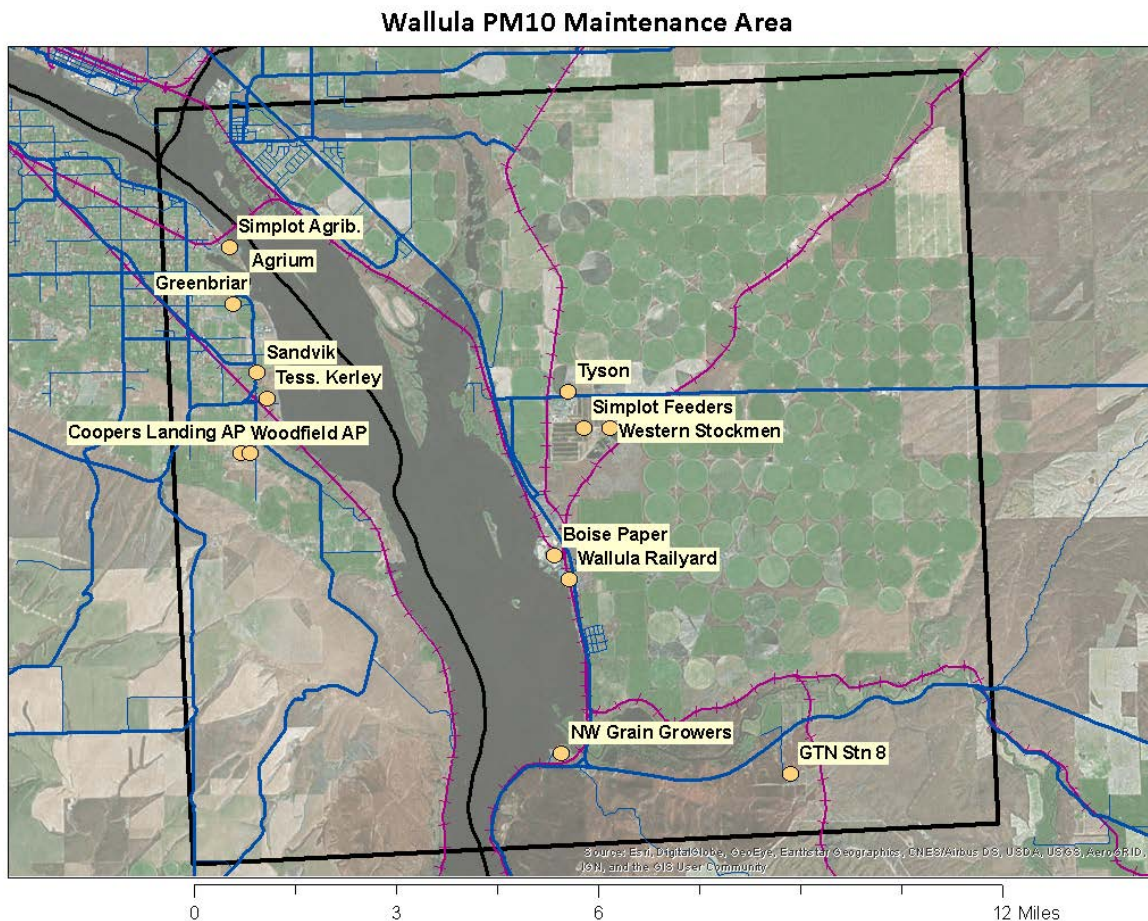 Wallula PM10 Maintenance Area
Simplot Agrib.
Agrium
Greenbriar
Sandvik
Tess. Kerley
Coopers Landing AP Woodfield AP
Tyson
Simplot Feeders
Western Stockmen
Boise Paper
Wallula Railyard
NW Grain Growers
GTN Stn 8
Source: Esri, DigitalGlobe, GeoEye, Earthstar Geographics, CNES/Airbus DS, USDA, USGS, AeroGRID,
IGN, and the GIS User Community
0 3 6 12 Miles